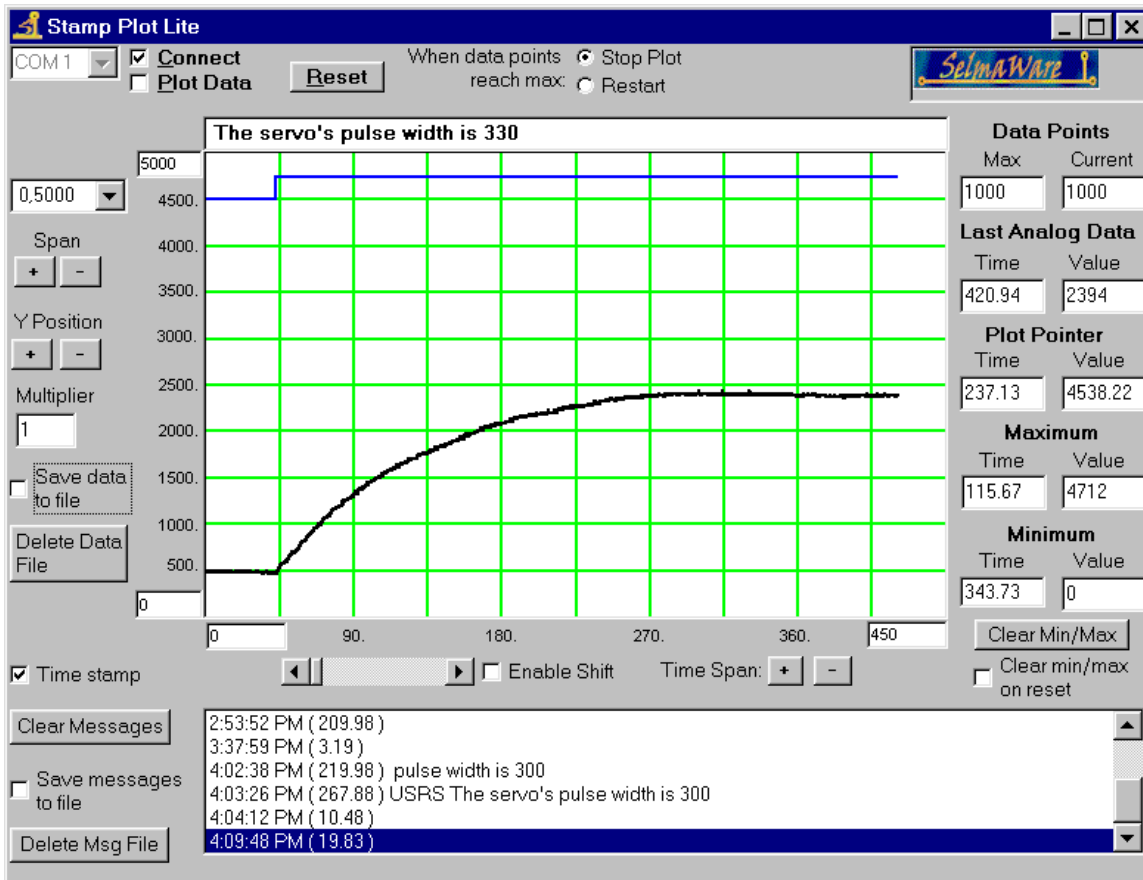 Stamp Plot Lite
COM 1
Connect
Plot Data
Reset
When data points
reach max:
Stop Plot
Restart
SelmaWare
The servo's pulse width is 330
5000
4500.
4000.
3500.
3000.
2500.
2000.
1500.
1000.
500.
0
0
90.
180.
270.
360.
450
0,5000
Span
+ -
Y Position
+ -
Multiplier
1
Save data
to file
Delete Data
File
Data Points
Max Current
1000 1000
Last Analog Data
Time Value
420.94 2394
Plot Pointer
Time Value
237.13 4538.22
Maximum
Time Value
115.67 4712
Minimum
Time Value
343.73 0
Clear Min/Max
Clear min/max
on reset
Time stamp
Enable Shift
Time Span: + -
Clear Messages
Save messages
to file
Delete Msg File
2:53:52 PM ( 209.98 )
3:37:59 PM ( 3.19 )
4:02:38 PM ( 219.98 ) pulse width is 300
4:03:26 PM ( 267.88 ) USRS The servo's pulse width is 300
4:04:12 PM ( 10.48 )
4:09:48 PM ( 19.83 )